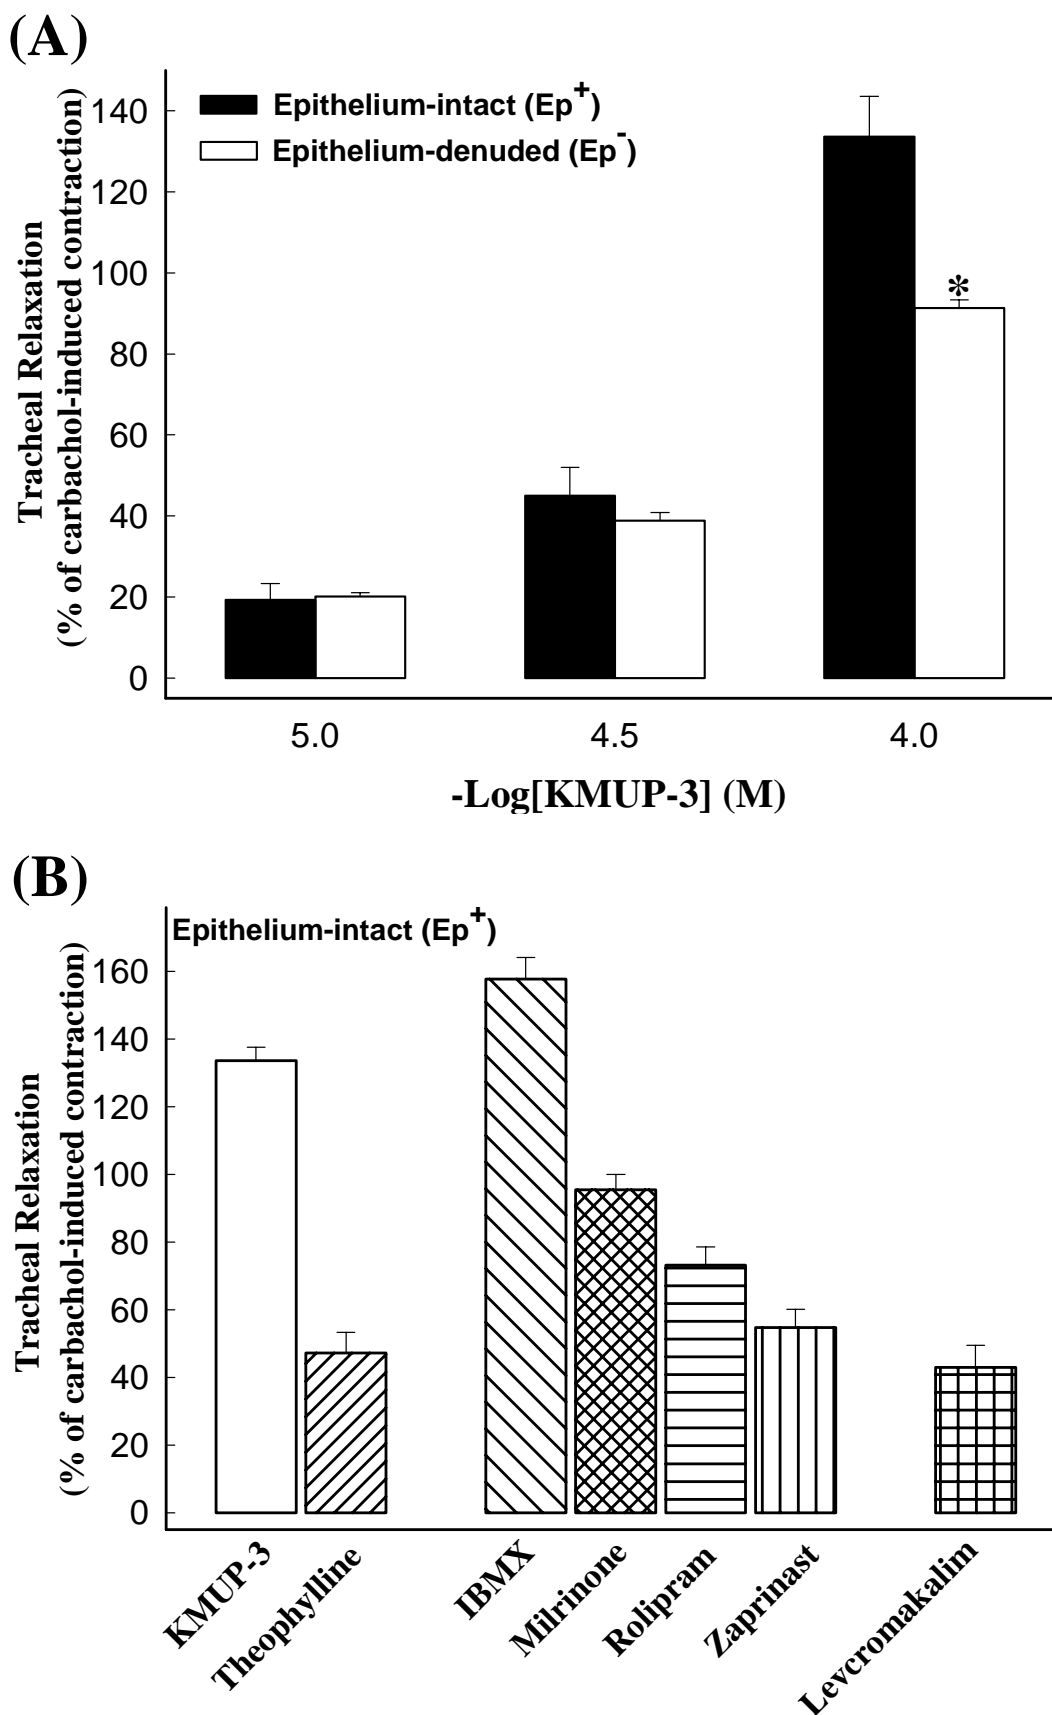 (A)
Epithelium-intact (Ep+)
Epithelium-denuded (Ep-)
Tracheal Relaxation
(% of carbachol-induced contraction)
140
120
100
80
60
40
20
0
*
5.0 4.5 4.0
-Log[KMUP-3] (M)
(B)
Epithelium-intact (Ep+)
Tracheal Relaxation
(% of carbachol-induced contraction)
160
140
120
100
80
60
40
20
0
KMUP-3
Theophylline
IBMX
Milrinone
Rolipram
Zaprinast
Levcromakalim